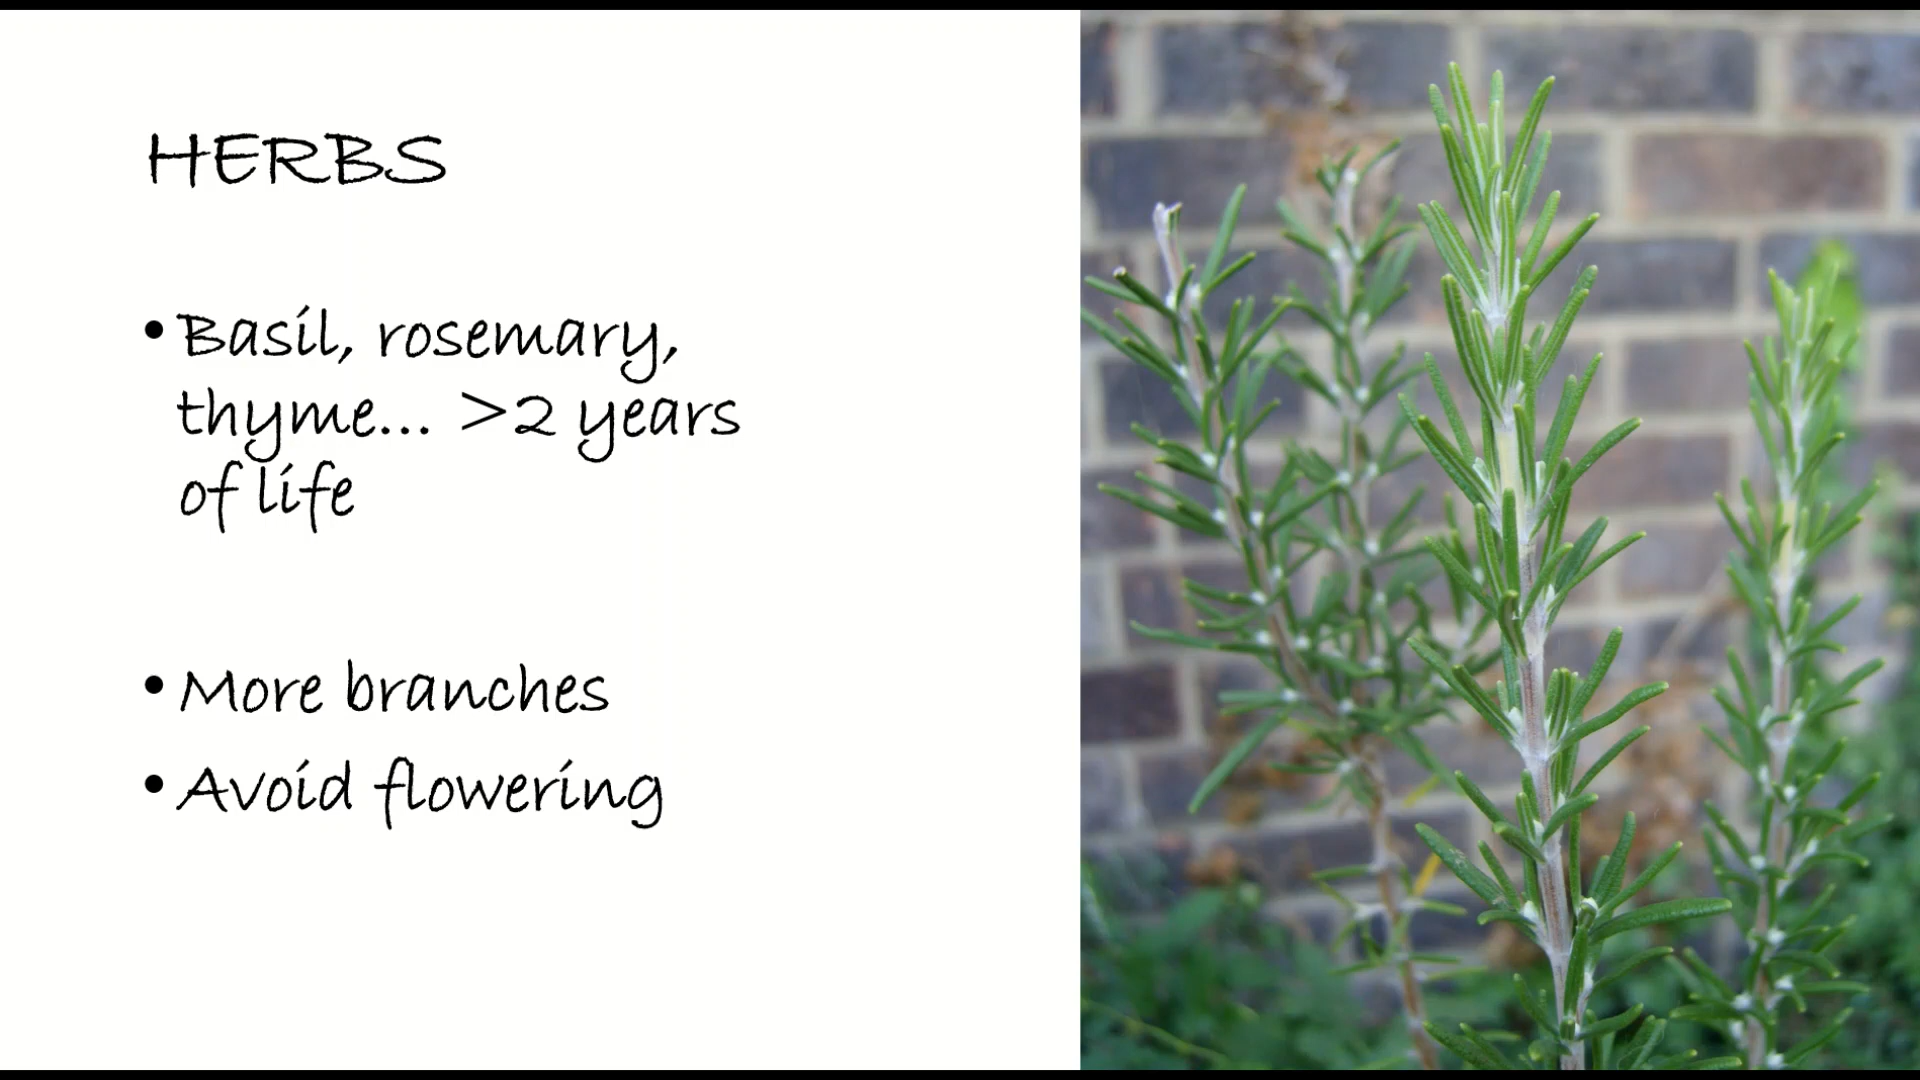 HERBS
• Basil, rosemary,
thyme... >2 years
of life
• More branches
• Avoid flowering